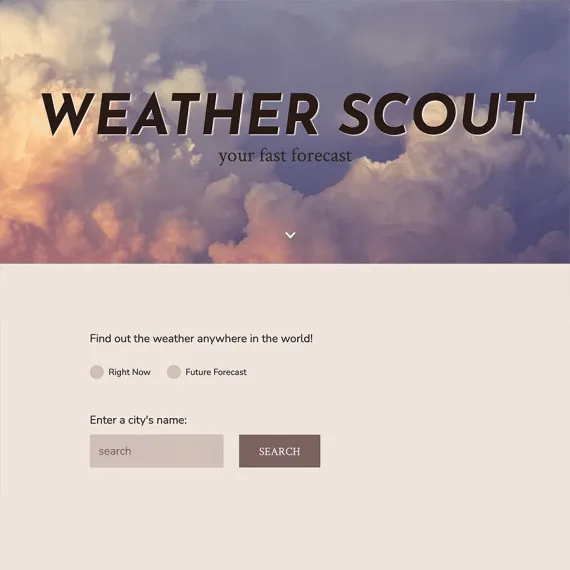 WEATHER SCOUT
your fast forecast
Find out the weather anywhere in the world!
Right Now Future Forecast
Enter a city's name:
search SEARCH